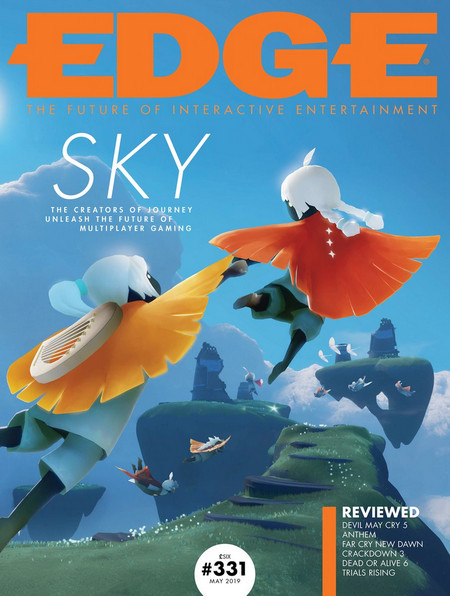 EDGE
THE FUTURE OF INTERACTIVE ENTERTAINMENT
SKY
THE CREATORS OF JOURNEY
UNLEASH THE FUTURE OF
MULTIPLAYER GAMING
REVIEWED
DEVIL MAY CRY 5
ANTHEM
FAR CRY NEW DAWN
CRACKDOWN 3
DEAD OR ALIVE 6
TRIALS RISING
£SIX
#331
MAY 2019